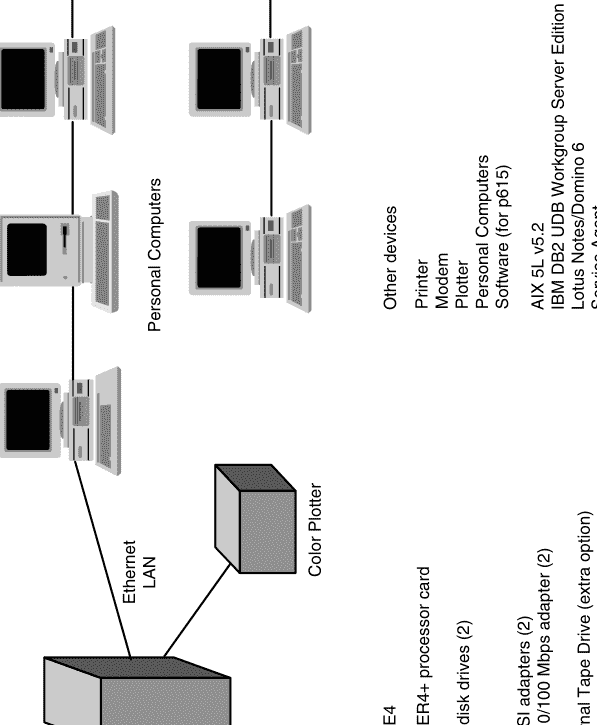 Personal Computers
Ethernet
LAN
Color Plotter
Other devices
Printer
Modem
Plotter
Personal Computers
Software (for p615)
AIX 5L v5.2
IBM DB2 UDB Workgroup Server Edition
Lotus Notes/Domino 6
Service Agent
E4
ER4+ processor card
disk drives (2)
SI adapters (2)
0/100 Mbps adapter (2)
nal Tape Drive (extra option)